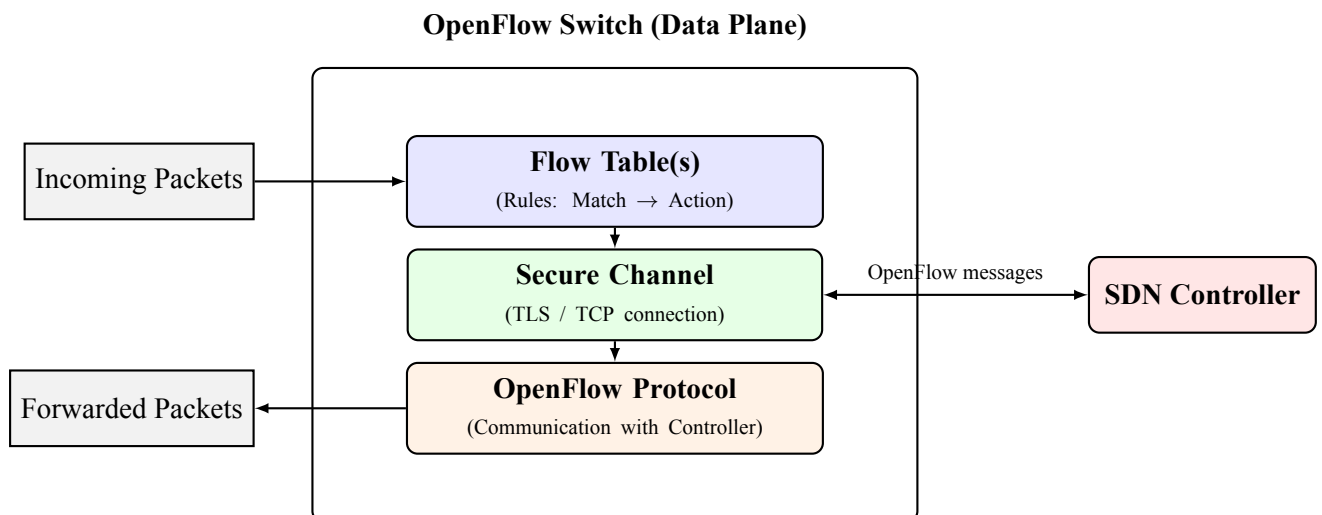 OpenFlow Switch (Data Plane)
Incoming Packets
Flow Table(s)
(Rules: Match → Action)
Secure Channel
(TLS / TCP connection)
OpenFlow messages
SDN Controller
OpenFlow Protocol
(Communication with Controller)
Forwarded Packets